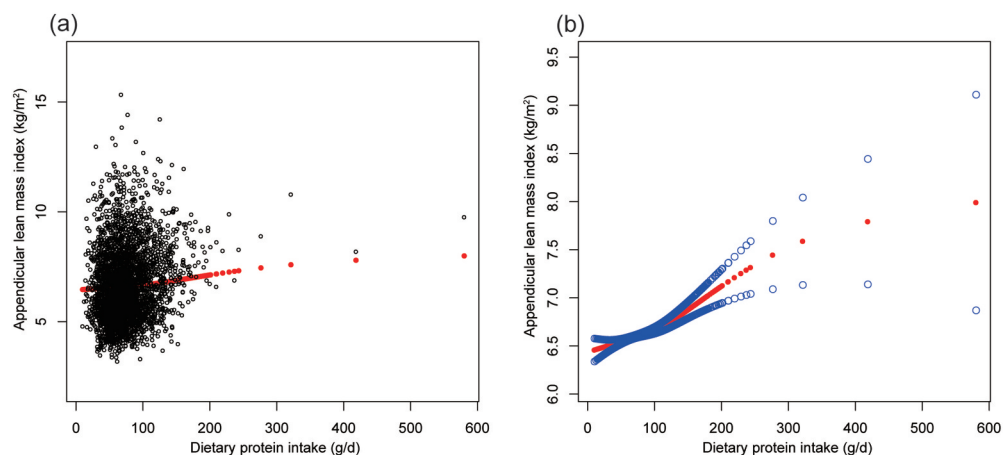 (a)
Appendicular lean mass index (kg/m²)
15
10
5
0 100 200 300 400 500 600
Dietary protein intake (g/d)
(b)
Appendicular lean mass index (kg/m²)
9.5
9.0
8.5
8.0
7.5
7.0
6.5
6.0
0 100 200 300 400 500 600
Dietary protein intake (g/d)